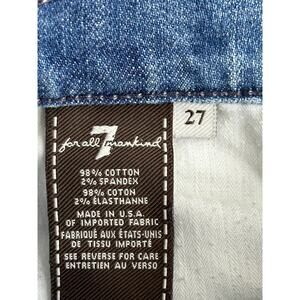 7
for all mankind
27
98% COTTON
2% SPANDEX
98% COTON
2% ÉLASTHANNE
MADE IN U.S.A.
OF IMPORTED FABRIC
FABRIQUÉ AUX ÉTATS-UNIS
DE TISSU IMPORTÉ
SEE REVERSE FOR CARE
ENTRETIEN AU VERSO